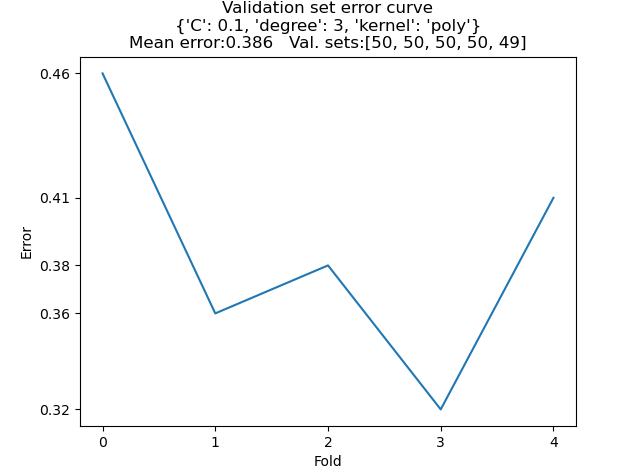 Validation set error curve
{'C': 0.1, 'degree': 3, 'kernel': 'poly'}
Mean error:0.386   Val. sets:[50, 50, 50, 50, 49]
0.46
0.41
0.38
0.36
0.32
Error
0 1 2 3 4
Fold